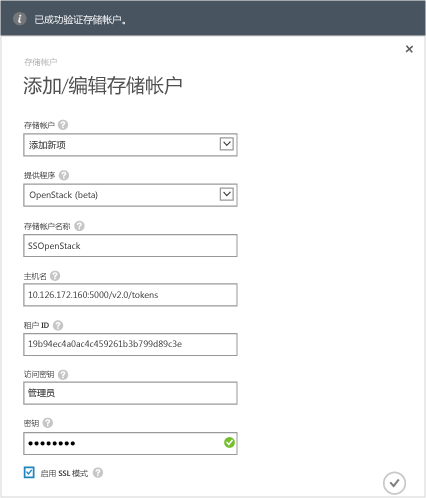 已成功验证存储帐户。
存储帐户
添加/编辑存储帐户
存储帐户
添加新项
提供程序
OpenStack (beta)
存储帐户名称
SSOpenStack
主机名
10.126.172.160:5000/v2.0/tokens
租户 ID
19b94ec4a0ac4c459261b3b799d89c3e
访问密钥
管理员
密钥
●●●●●●●●
启用 SSL 模式